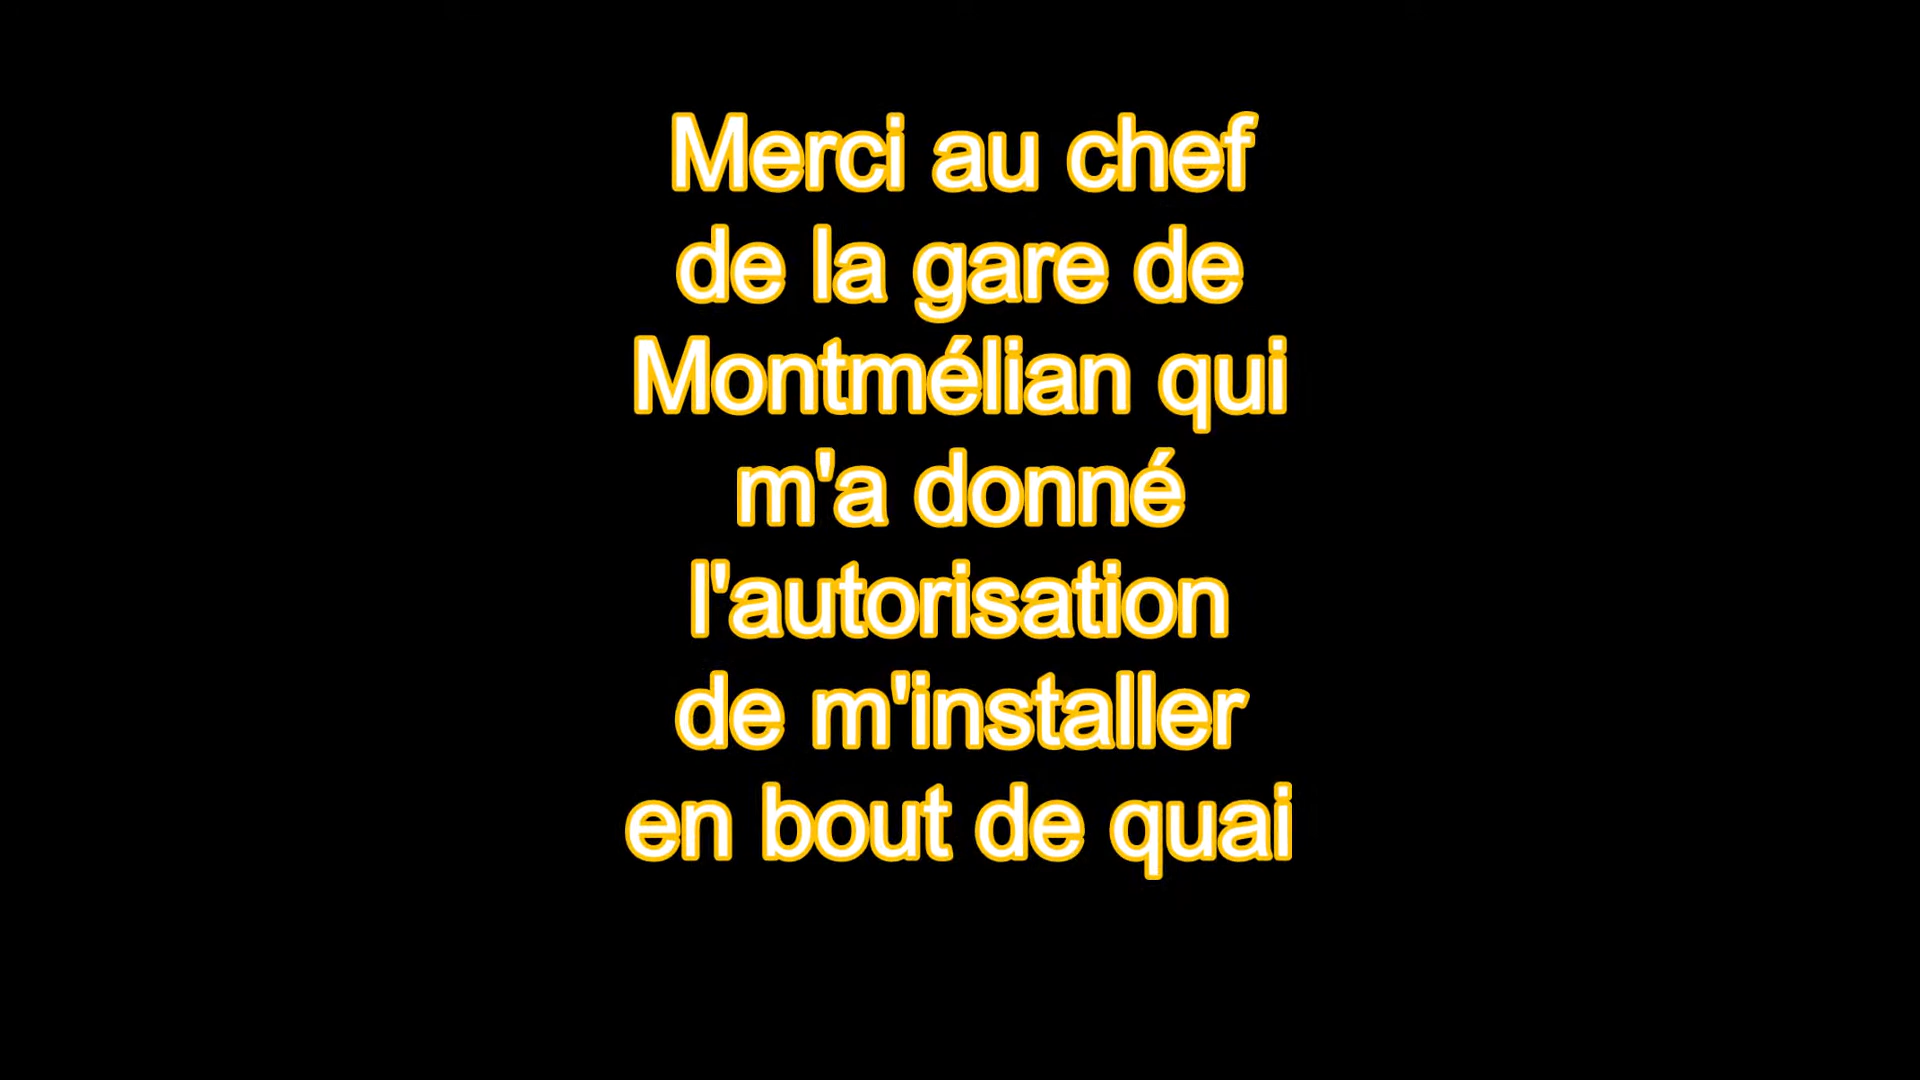 Merci au chef
de la gare de
Montmélian qui
m'a donné
l'autorisation
de m'installer
en bout de quai